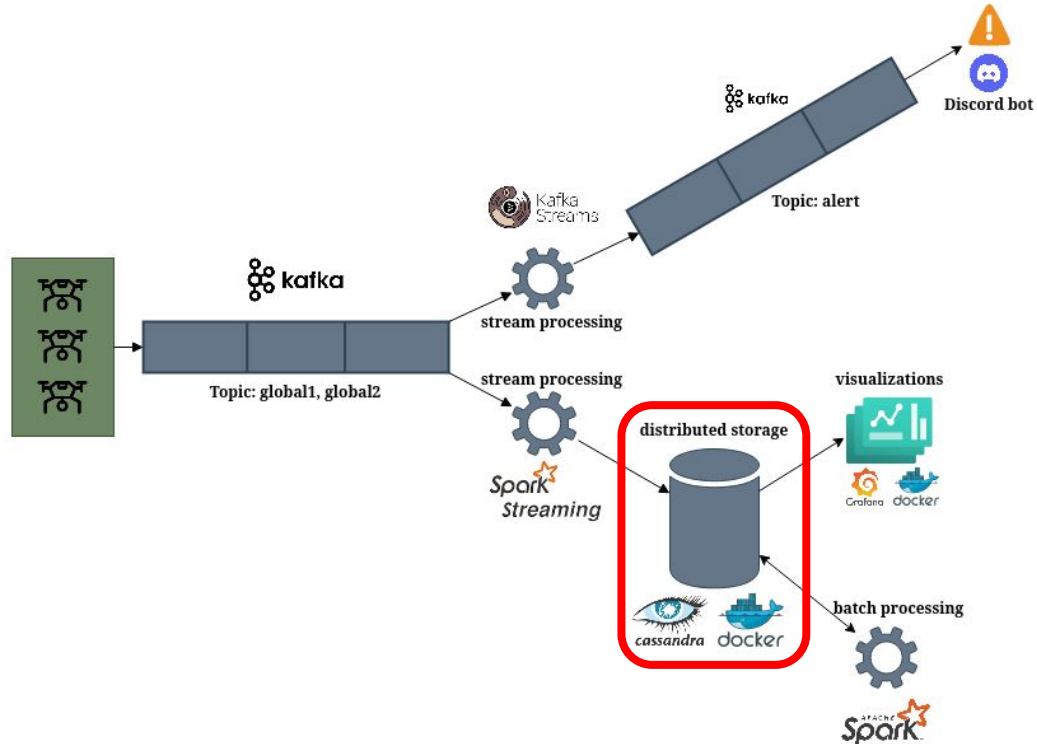 Discord bot
kafka
Topic: alert
Kafka
Streams
stream processing
kafka
Topic: global1, global2
stream processing
Spark
Streaming
distributed storage
cassandra
docker
visualizations
Grafana
docker
batch processing
APACHE
Spark